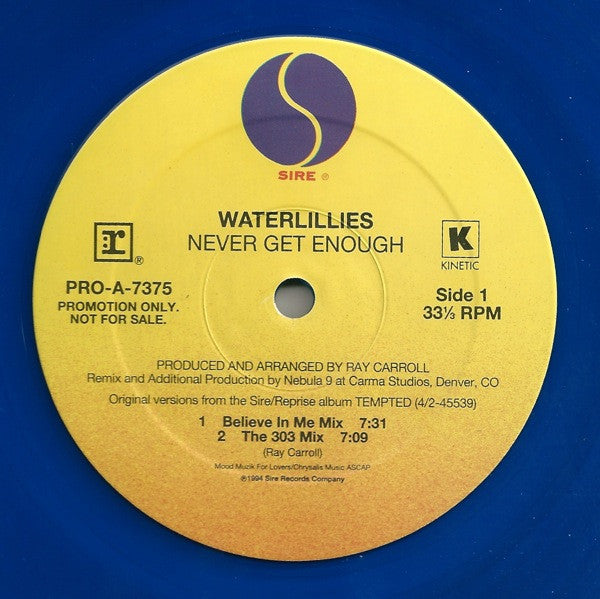 SIRE ®
WATERLILLIES
NEVER GET ENOUGH
r ®
K
KINETIC
PRO-A-7375
PROMOTION ONLY.
NOT FOR SALE.
Side 1
33⅓ RPM
PRODUCED AND ARRANGED BY RAY CARROLL
Remix and Additional Production by Nebula 9 at Carma Studios, Denver, CO
Original versions from the Sire/Reprise album TEMPTED (4/2-45539)
1 Believe In Me Mix 7:31
2 The 303 Mix 7:09
(Ray Carroll)
Mood Muzik For Lovers/Chrysalis Music ASCAP
℗1994 Sire Records Company